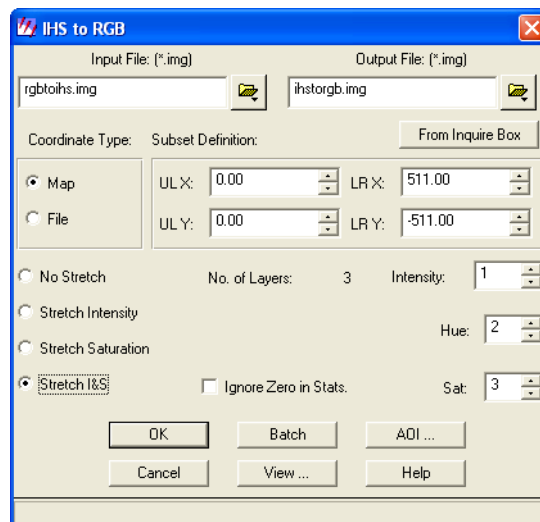 IHS to RGB
Input File: (*.img) Output File: (*.img)
rgbtoihs.img ihstorgb.img
Coordinate Type: Subset Definition: From Inquire Box
Map UL X: 0.00 LR X: 511.00
File UL Y: 0.00 LR Y: -511.00
No Stretch No. of Layers: 3 Intensity: 1
Stretch Intensity
Hue: 2
Stretch Saturation
Stretch I&S Ignore Zero in Stats. Sat: 3
OK Batch AOI ...
Cancel View ... Help